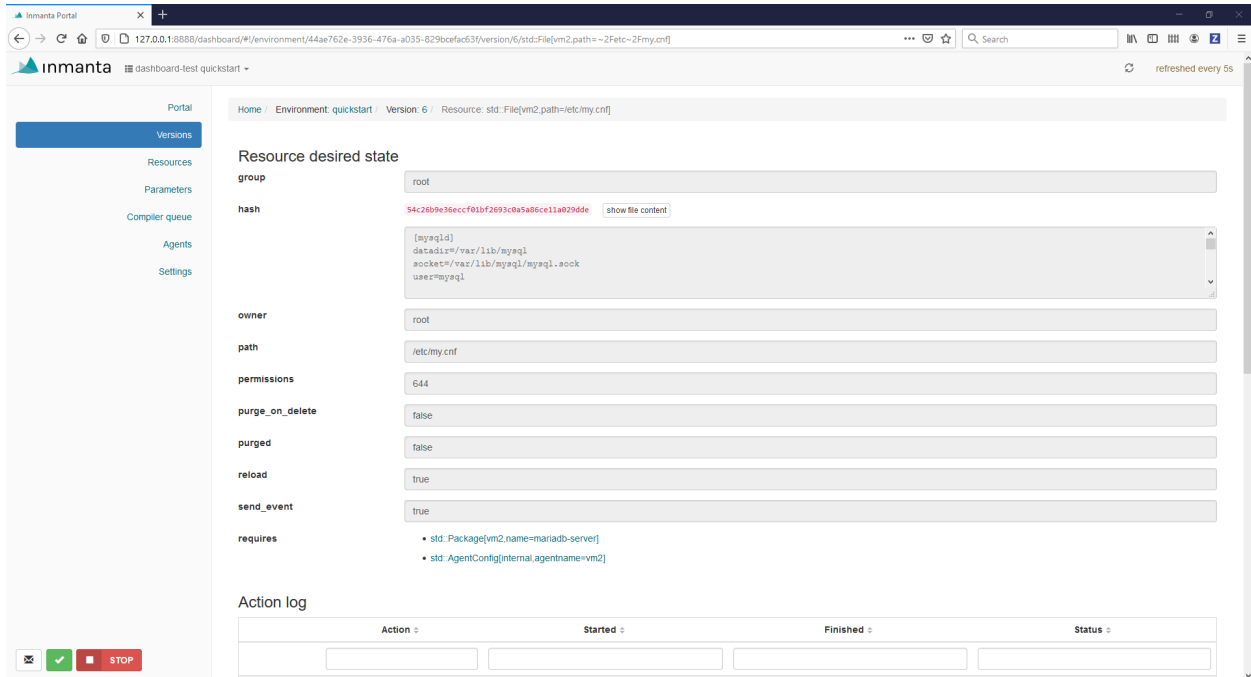 Inmanta Portal
127.0.0.1:8888/dashboard/#!/environment/44ae762e-3936-476a-a035-829bcefac63f/version/6/std::File[vm2,path=~2Fetc~2Fmy.cnf]
Search
inmanta
dashboard-test quickstart
refreshed every 5s
Portal
Versions
Resources
Parameters
Compiler queue
Agents
Settings
Home / Environment: quickstart / Version: 6 / Resource: std::File[vm2,path=/etc/my.cnf]
Resource desired state
group
root
hash
54c26b9e36eccf01bf2693c0a5a86ce11a029dde show file content
[mysqld]
datadir=/var/lib/mysql
socket=/var/lib/mysql/mysql.sock
user=mysql
owner
root
path
/etc/my.cnf
permissions
644
purge_on_delete
false
purged
false
reload
true
send_event
true
requires
• std::Package[vm2,name=mariadb-server]
• std::AgentConfig[internal,agentname=vm2]
Action log
Action Started Finished Status
STOP